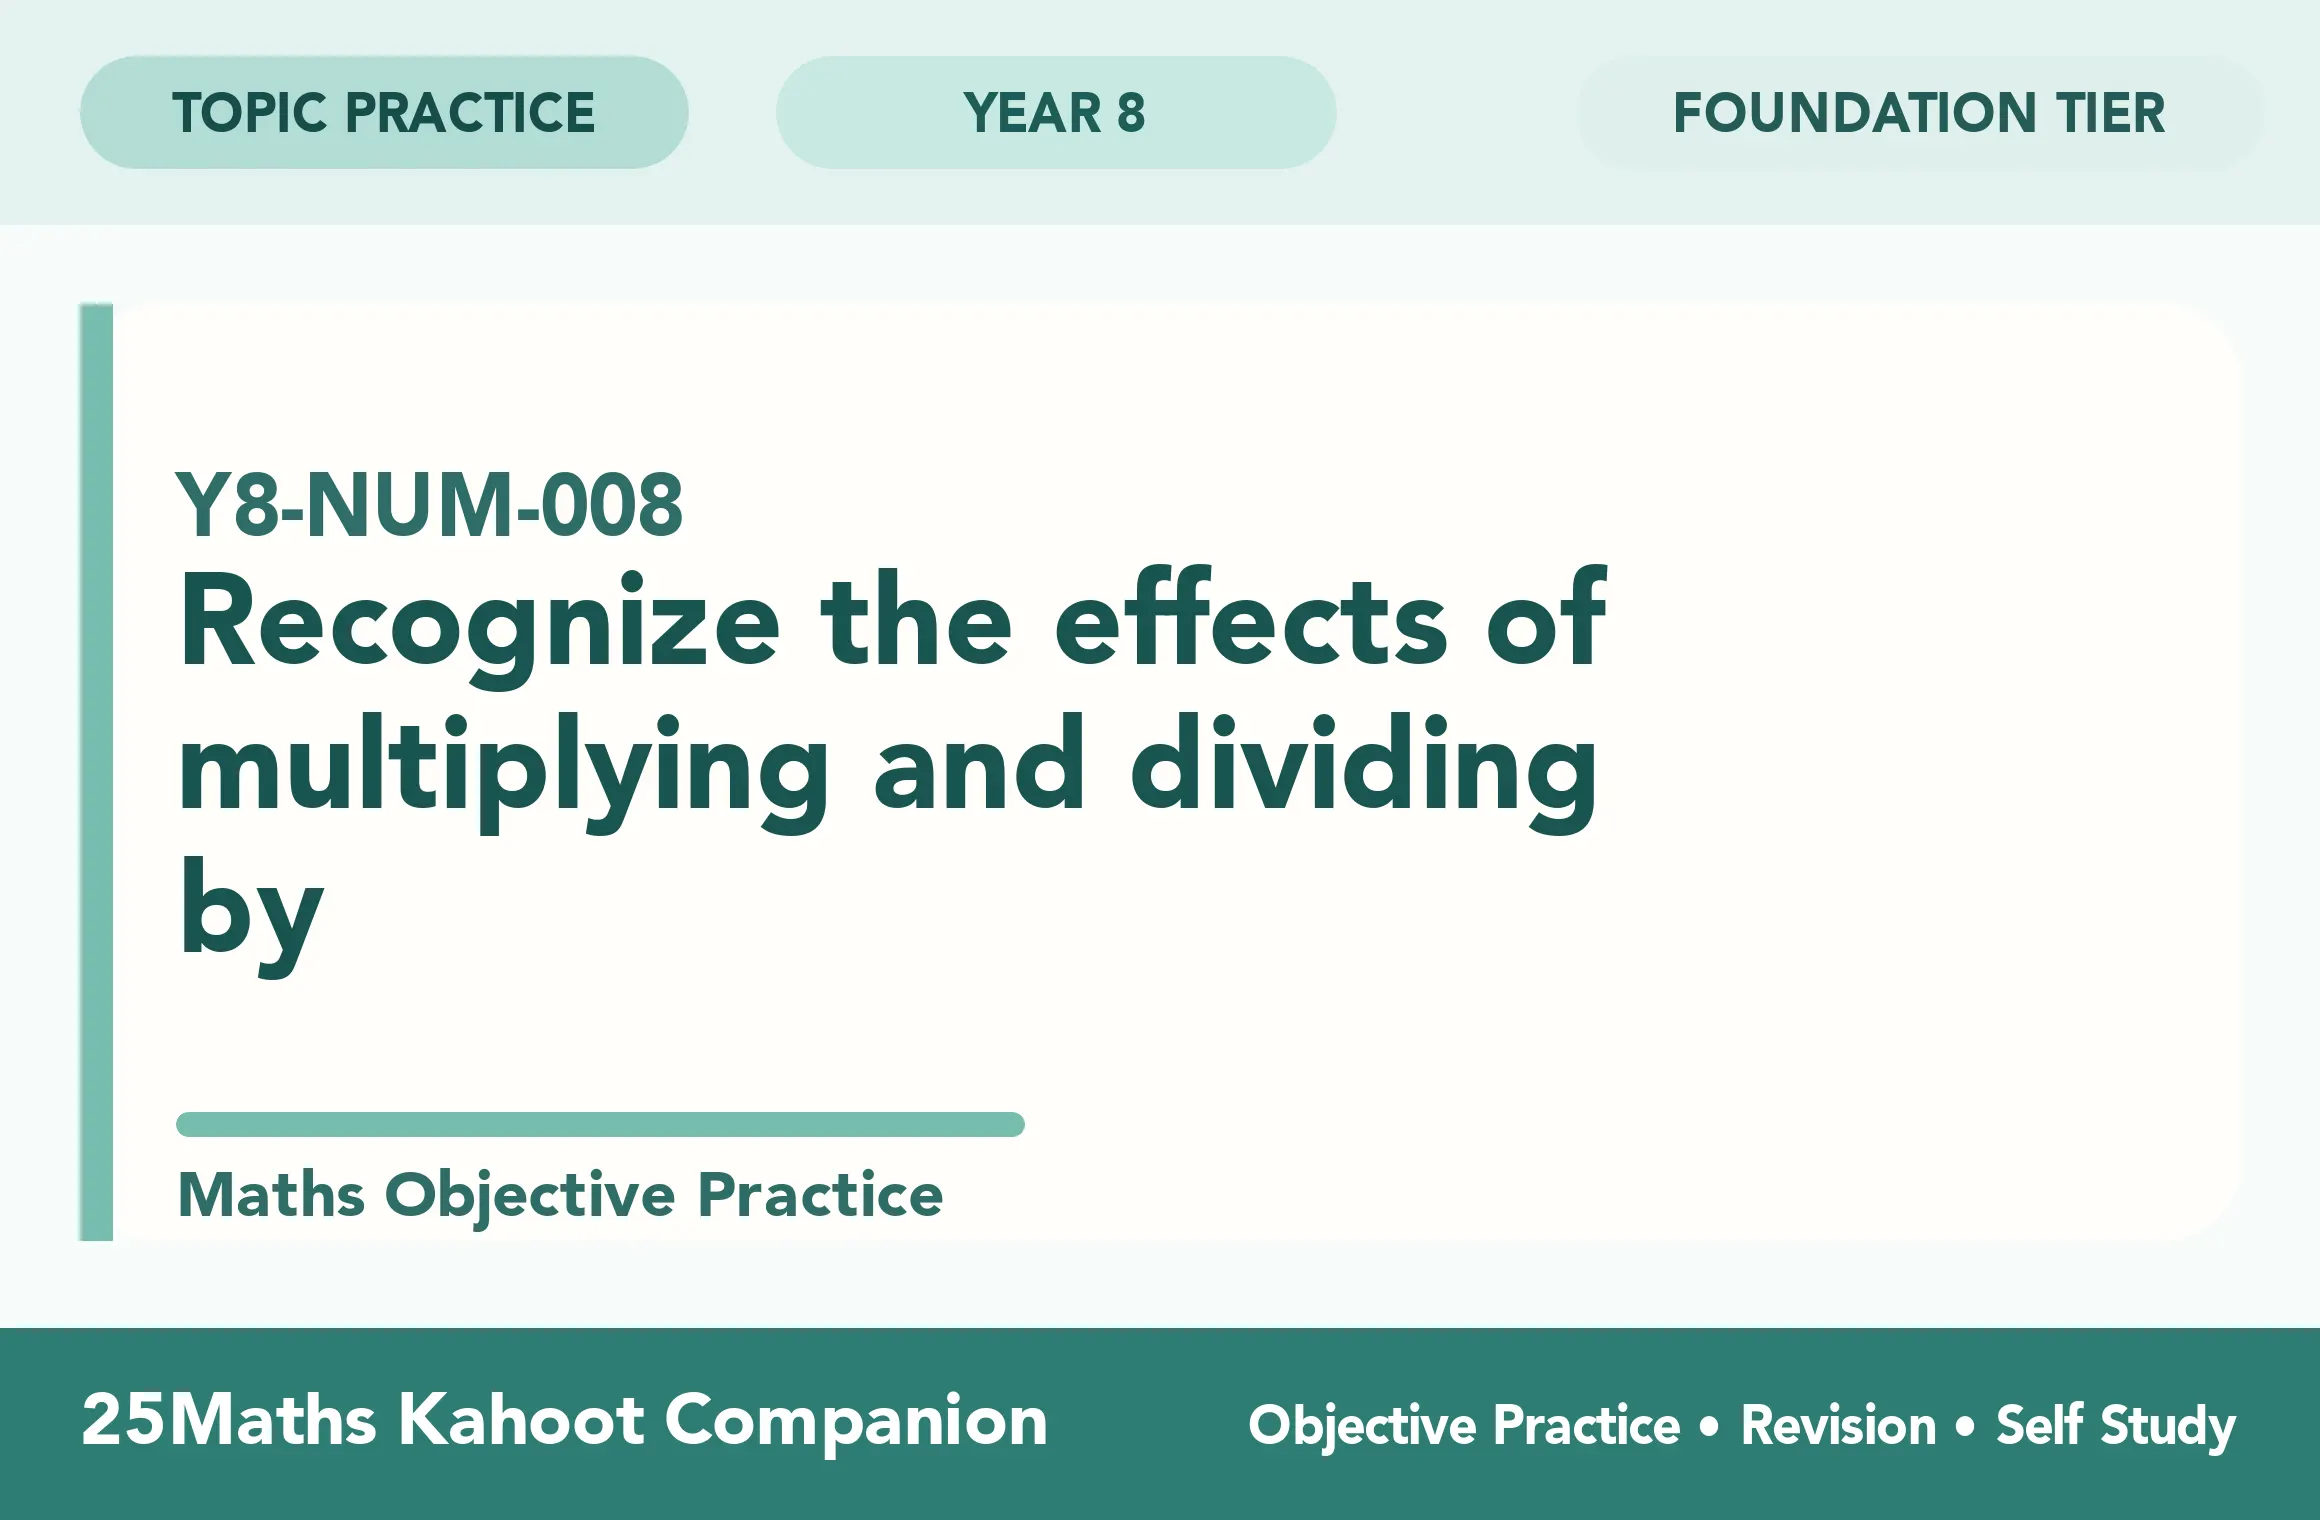 TOPIC PRACTICE
YEAR 8
FOUNDATION TIER
Y8-NUM-008
Recognize the effects of
multiplying and dividing
by
Maths Objective Practice
25Maths Kahoot Companion
Objective Practice • Revision • Self Study